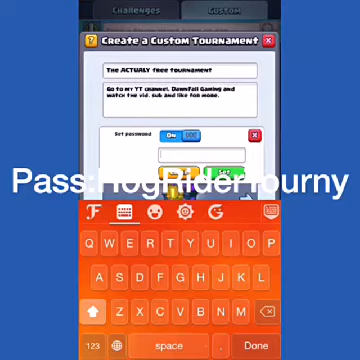 Challenges Custom
Create a Custom Tournament
The ACTUALY free tournament
Go to my YT channel. Dawnfall Gaming and
watch the vid. sub and like for more.
Set password
ON
Pass:HogRiderTourny
F G
Q W E R T Y U I O P
A S D F G H J K L
Z X C V B N M
123 space . Done